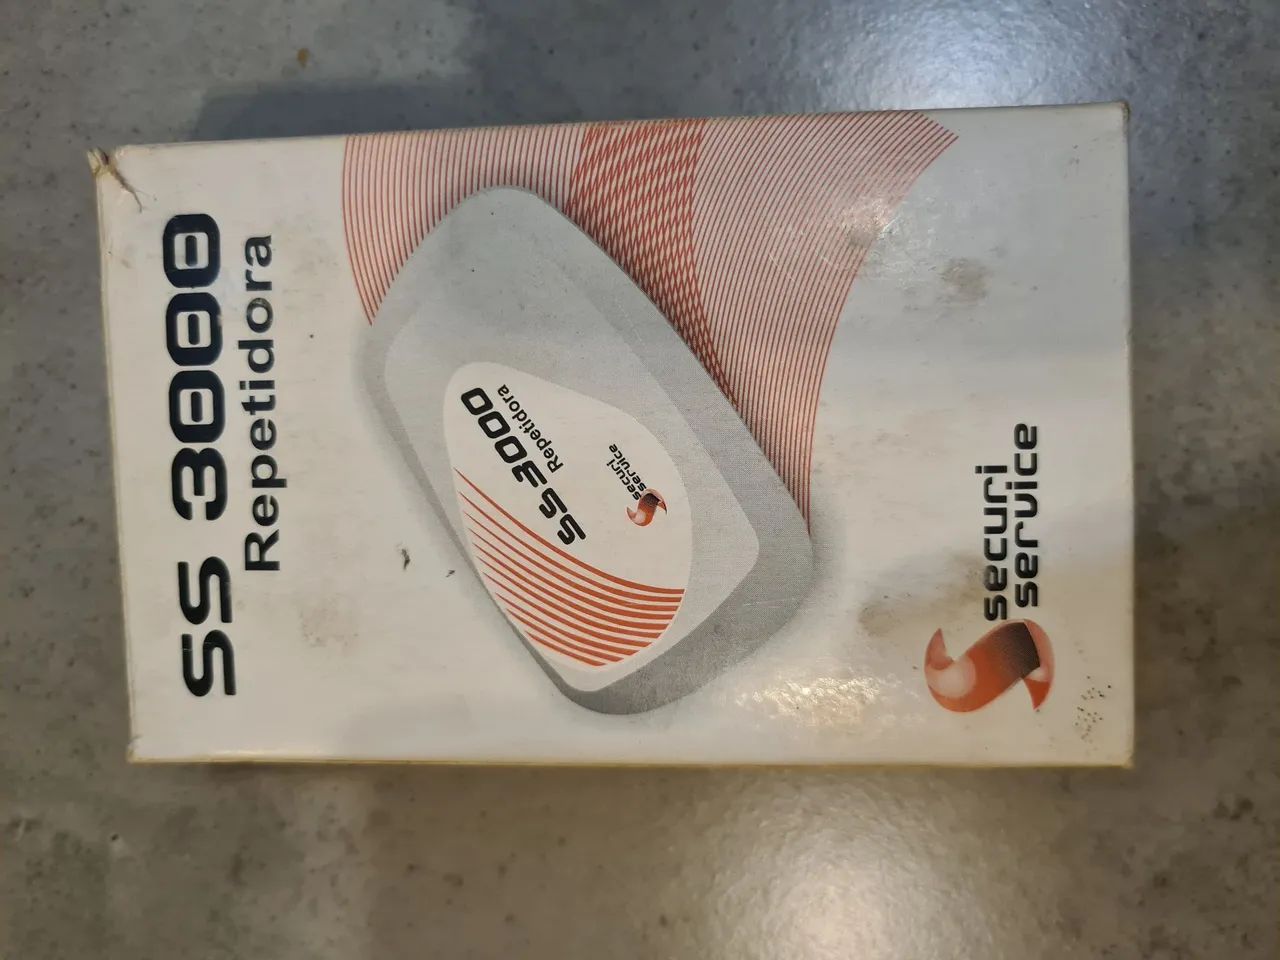 SS 3000
Repetidora
SS 3000
Repetidora
securi
service
securi
service